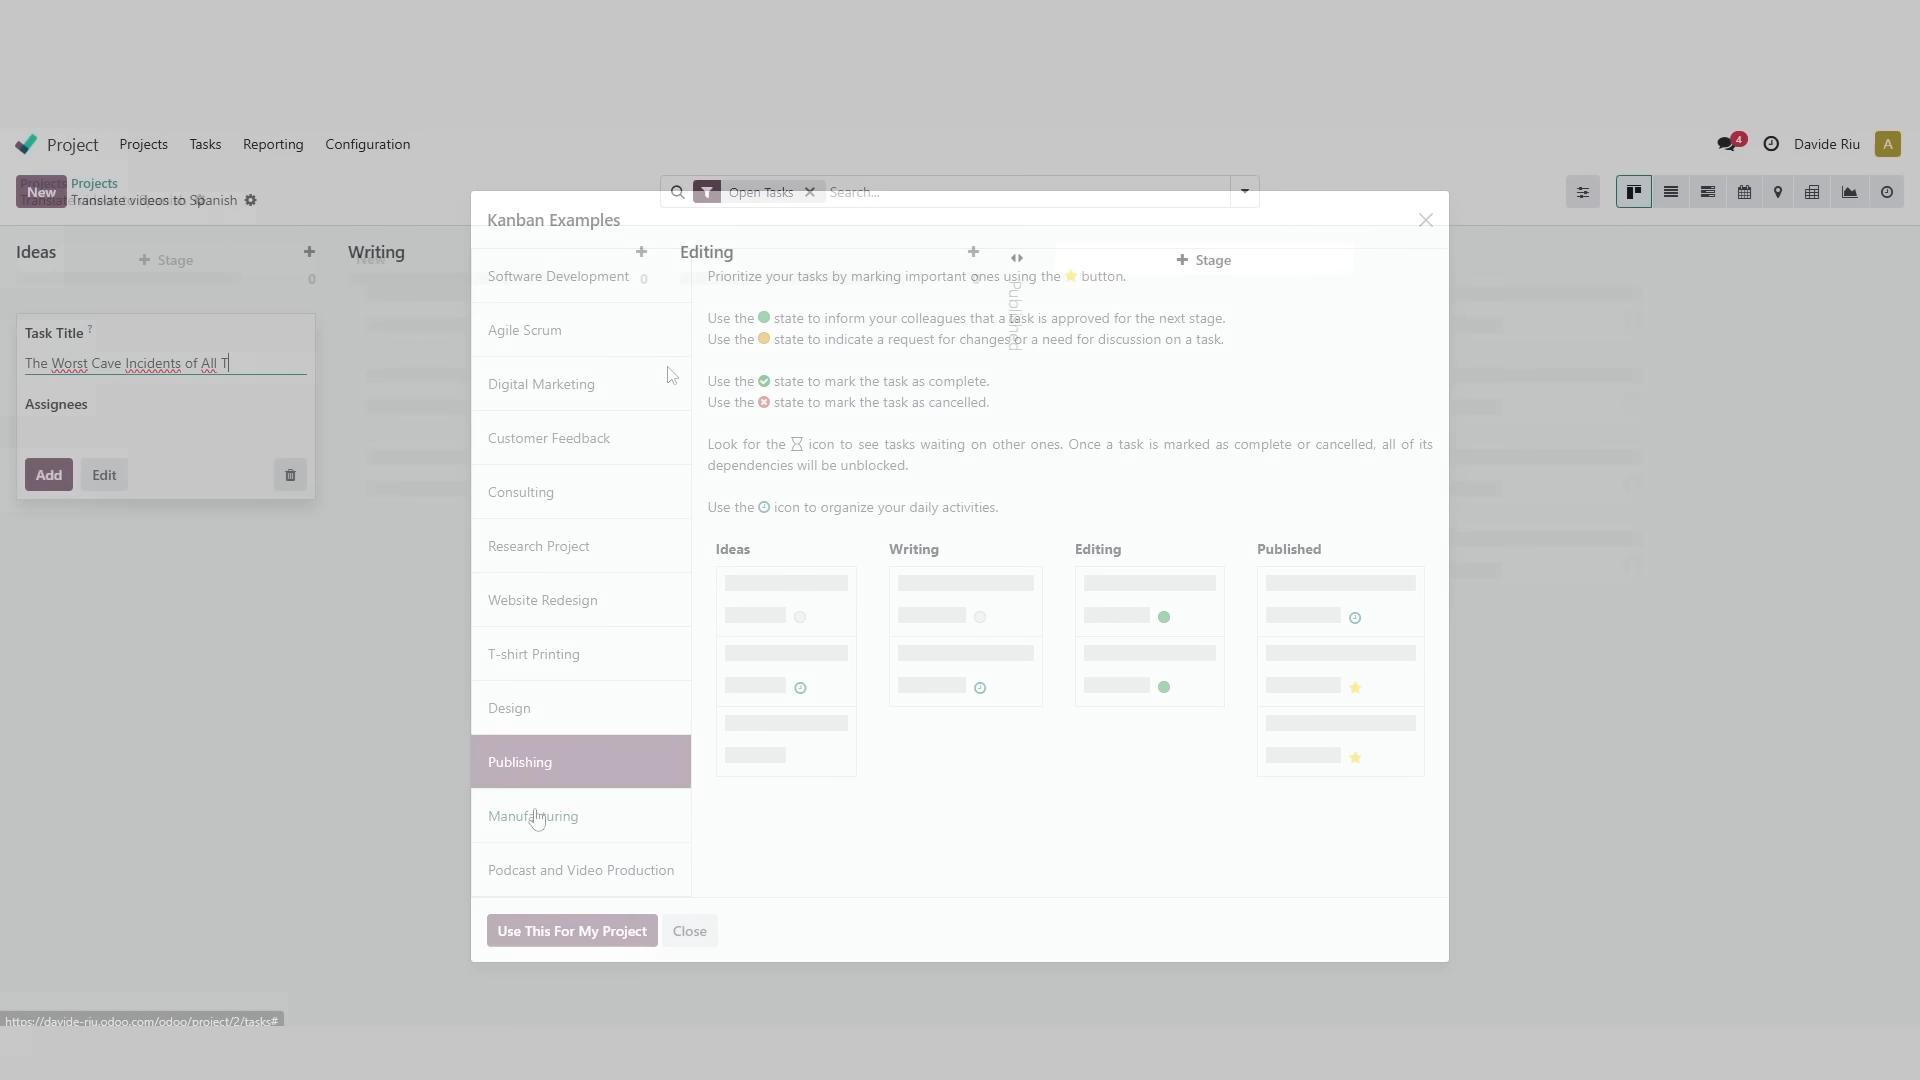 Project
Projects
Tasks
Reporting
Configuration
4
Davide Riu
A
New
Projects
Projects
Translate videos to Spanish
Open Tasks
Search...
Kanban Examples
Ideas
Stage
0
Writing
New
0
Editing
Published
Stage
Task Title ?
The Worst Cave Incidents of All T
Assignees
Add
Edit
Software Development
Agile Scrum
Digital Marketing
Customer Feedback
Consulting
Research Project
Website Redesign
T-shirt Printing
Design
Publishing
Manufacturing
Podcast and Video Production
Prioritize your tasks by marking important ones using the button.
Use the state to inform your colleagues that a task is approved for the next stage.
Use the state to indicate a request for changes or a need for discussion on a task.
Use the state to mark the task as complete.
Use the state to mark the task as cancelled.
Look for the icon to see tasks waiting on other ones. Once a task is marked as complete or cancelled, all of its
dependencies will be unblocked.
Use the icon to organize your daily activities.
Ideas
Writing
Editing
Published
Use This For My Project
Close
https://davide-riu.odoo.com/odoo/project/2/tasks#